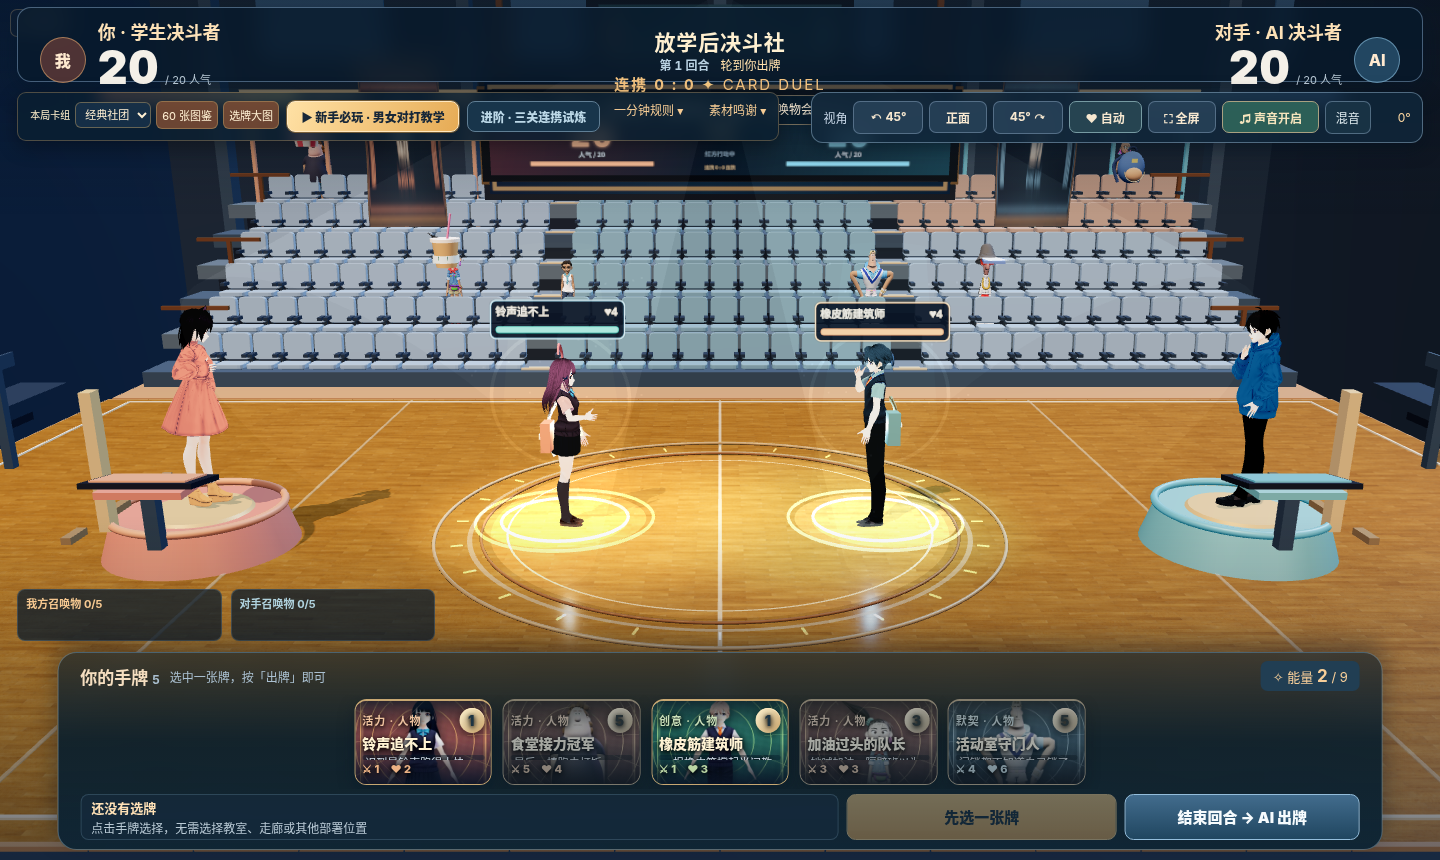 我
你 · 学生决斗者
20 / 20 人气
放学后决斗社
第 1 回合 轮到你出牌
连携 0 : 0 ✦ CARD DUEL
对手 · AI 决斗者
20 / 20 人气
AI
本局卡组 经典社团 60 张图鉴 选牌大图 ▶ 新手必玩 · 男女对打教学 进阶 · 三关连携试炼 一分钟规则 ▾ 素材鸣谢 ▾
唤物会
视角 ↶ 45° 正面 45° ↷ ♥ 自动 ⛶ 全屏 ♫ 声音开启 混音 0°
人气 / 20
人气 / 20
铃声追不上 ♥4
橡皮筋建筑师 ♥4
我方召唤物 0/5
对手召唤物 0/5
你的手牌 5 选中一张牌，按「出牌」即可
✧ 能量 2 / 9
活力 · 人物 1
铃声追不上
⚔ 1 ♥ 2
活力 · 人物 5
食堂接力冠军
⚔ 5 ♥ 4
创意 · 人物 1
橡皮筋建筑师
⚔ 1 ♥ 3
活力 · 人物 3
加油过头的队长
⚔ 3 ♥ 3
默契 · 人物 5
活动室守门人
⚔ 4 ♥ 6
还没有选牌
点击手牌选择，无需选择教室、走廊或其他部署位置
先选一张牌
结束回合 → AI 出牌